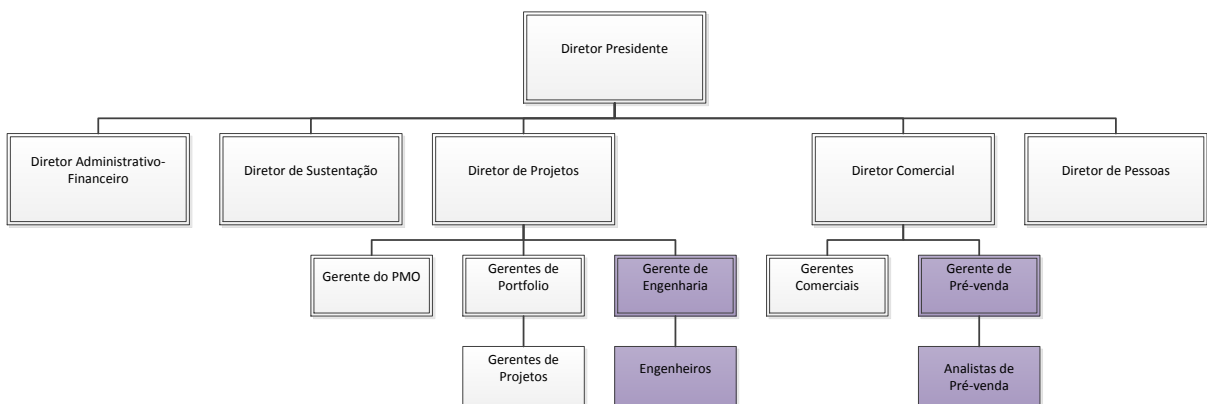 Diretor Presidente
Diretor Administrativo-
Financeiro
Diretor de Sustentação
Diretor de Projetos
Diretor Comercial
Diretor de Pessoas
Gerente do PMO
Gerentes de
Portfolio
Gerente de
Engenharia
Gerentes
Comerciais
Gerente de
Pré-venda
Gerentes de
Projetos
Engenheiros
Analistas de
Pré-venda